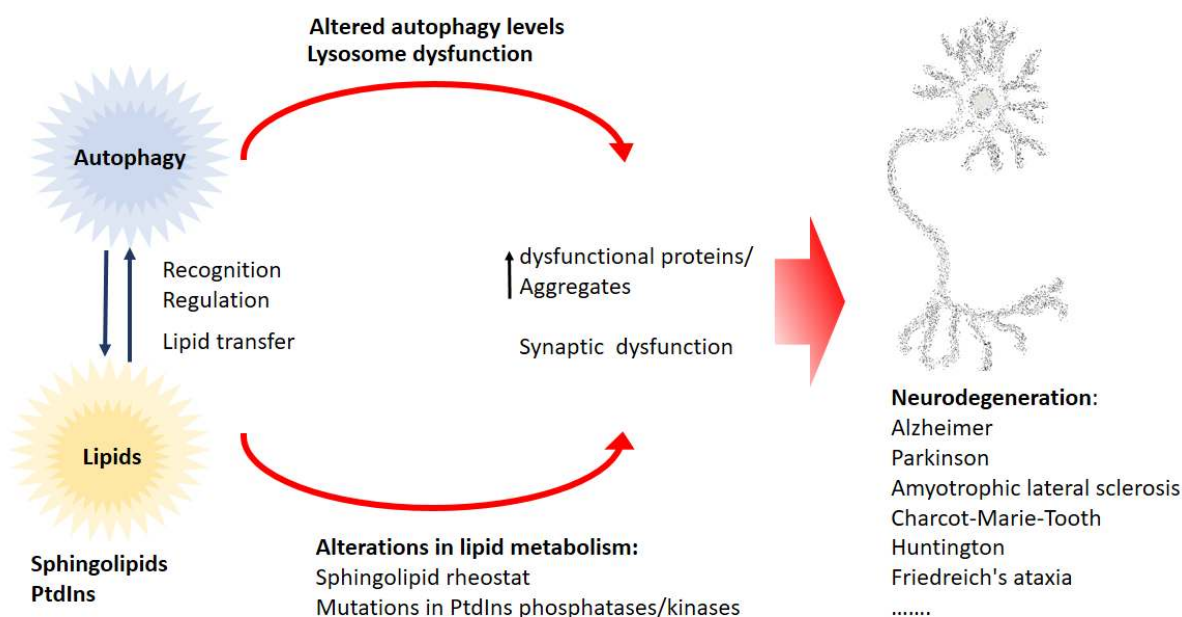 Altered autophagy levels
Lysosome dysfunction
Autophagy
Recognition
Regulation
Lipid transfer
dysfunctional proteins/
Aggregates
Synaptic dysfunction
Lipids
Sphingolipids
PtdIns
Alterations in lipid metabolism:
Sphingolipid rheostat
Mutations in PtdIns phosphatases/kinases
Neurodegeneration:
Alzheimer
Parkinson
Amyotrophic lateral sclerosis
Charcot-Marie-Tooth
Huntington
Friedreich's ataxia
.......